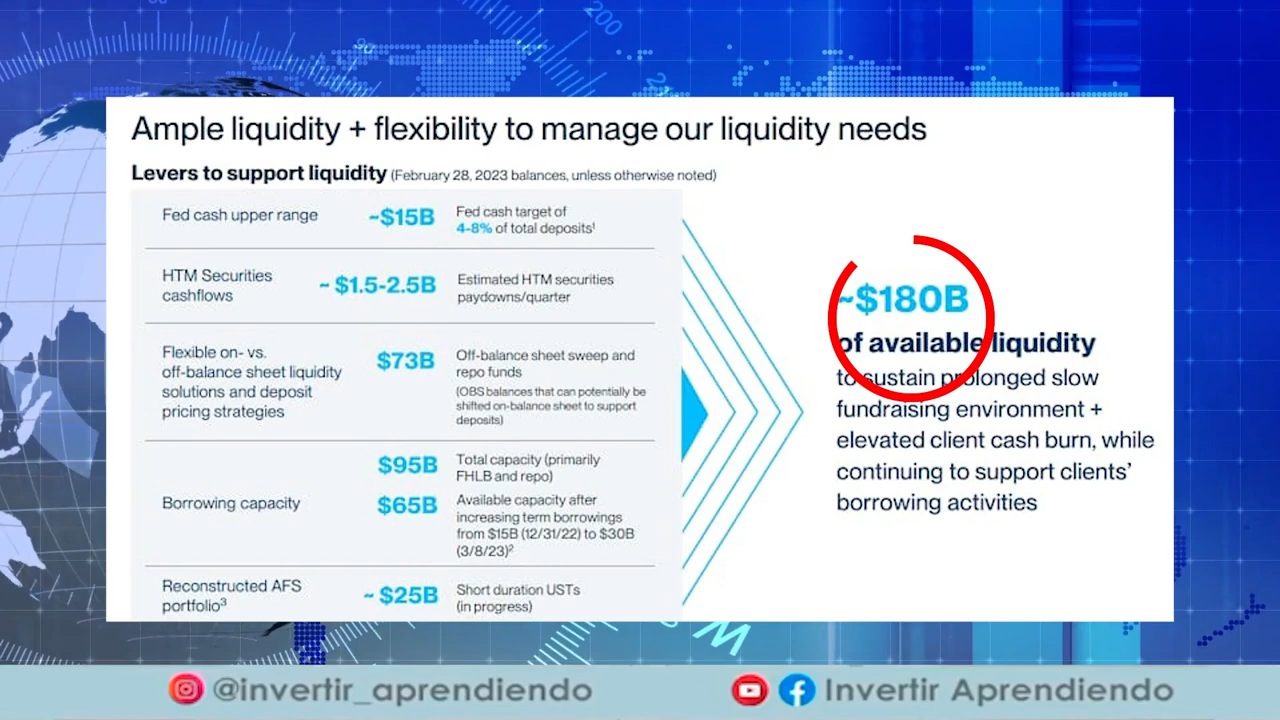 200
Ample liquidity + flexibility to manage our liquidity needs
Levers to support liquidity (February 28, 2023 balances, unless otherwise noted)
Fed cash upper range ~$15B Fed cash target of
4-8% of total deposits¹
HTM Securities
cashflows
~ $1.5-2.5B
Estimated HTM securities
paydowns/quarter
Flexible on- vs.
off-balance sheet liquidity
solutions and deposit
pricing strategies
$73B
Off-balance sheet sweep and
repo funds
(OBS balances that can potentially be
shifted on-balance sheet to support
deposits)
Borrowing capacity
$95B
Total capacity (primarily
FHLB and repo)
$65B
Available capacity after
increasing term borrowings
from $15B (12/31/22) to $30B
(3/8/23)²
Reconstructed AFS
portfolio³
~ $25B
Short duration USTs
(in progress)
~$180B
of available liquidity
to sustain prolonged slow
fundraising environment +
elevated client cash burn, while
continuing to support clients'
borrowing activities
W
@invertir_aprendiendo
Invertir Aprendiendo